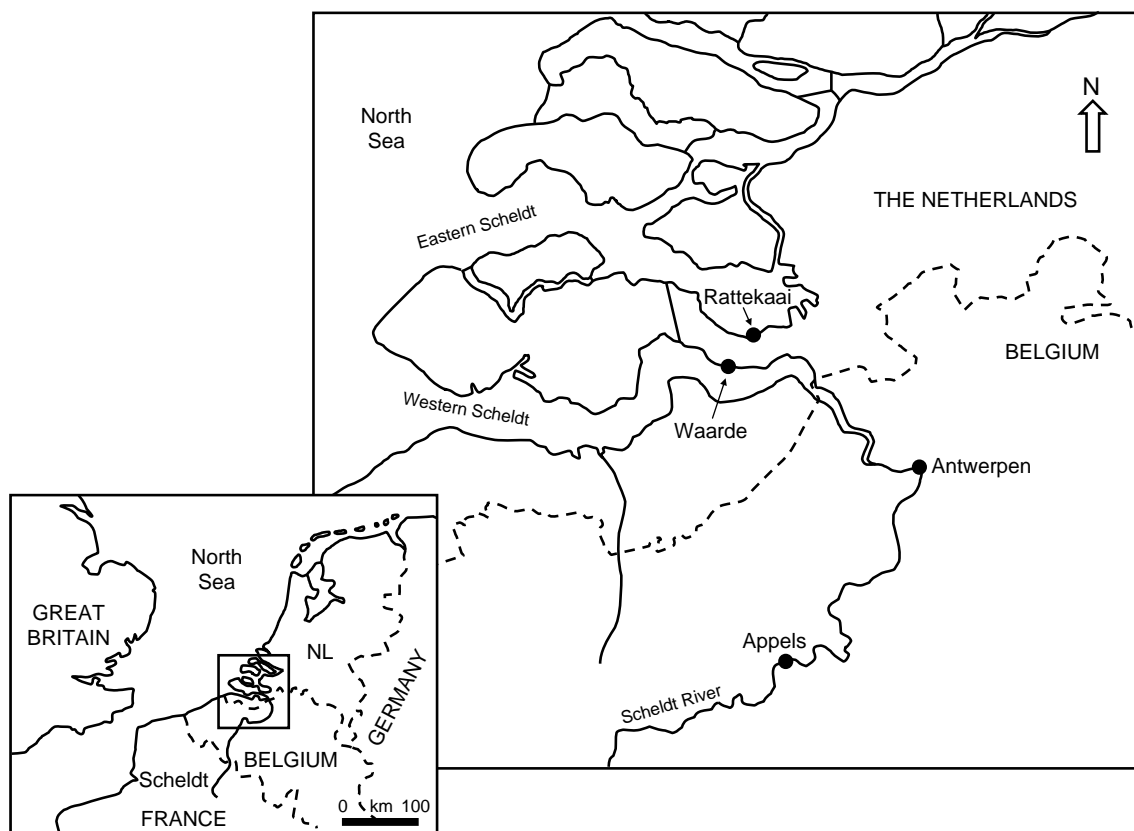 North
Sea
N
THE NETHERLANDS
Eastern Scheldt
Rattekaai
BELGIUM
Western Scheldt
Waarde
Antwerpen
Appels
Scheldt River
North
Sea
GREAT
BRITAIN
NL
GERMANY
BELGIUM
Scheldt
FRANCE
0 km 100